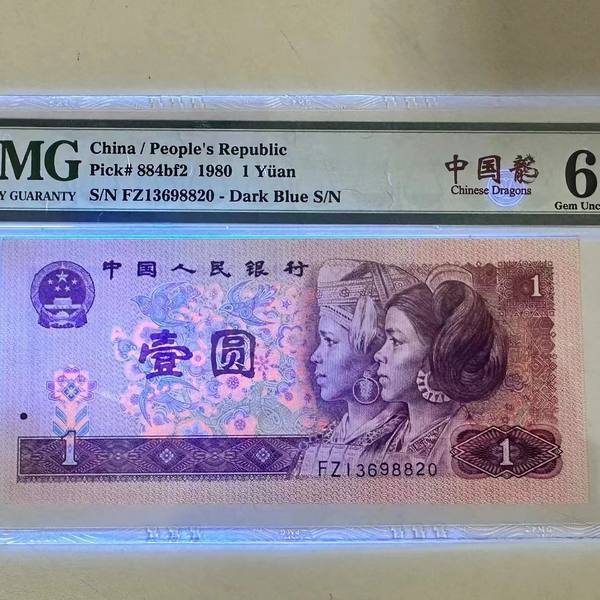 MG
China / People's Republic
Pick# 884bf2 1980 1 Yüan
Y GUARANTY
S/N FZ13698820 - Dark Blue S/N
中国龍
Chinese Dragons
6
Gem Unc
中国人民银行
1
壹圆
1
1
FZ13698820